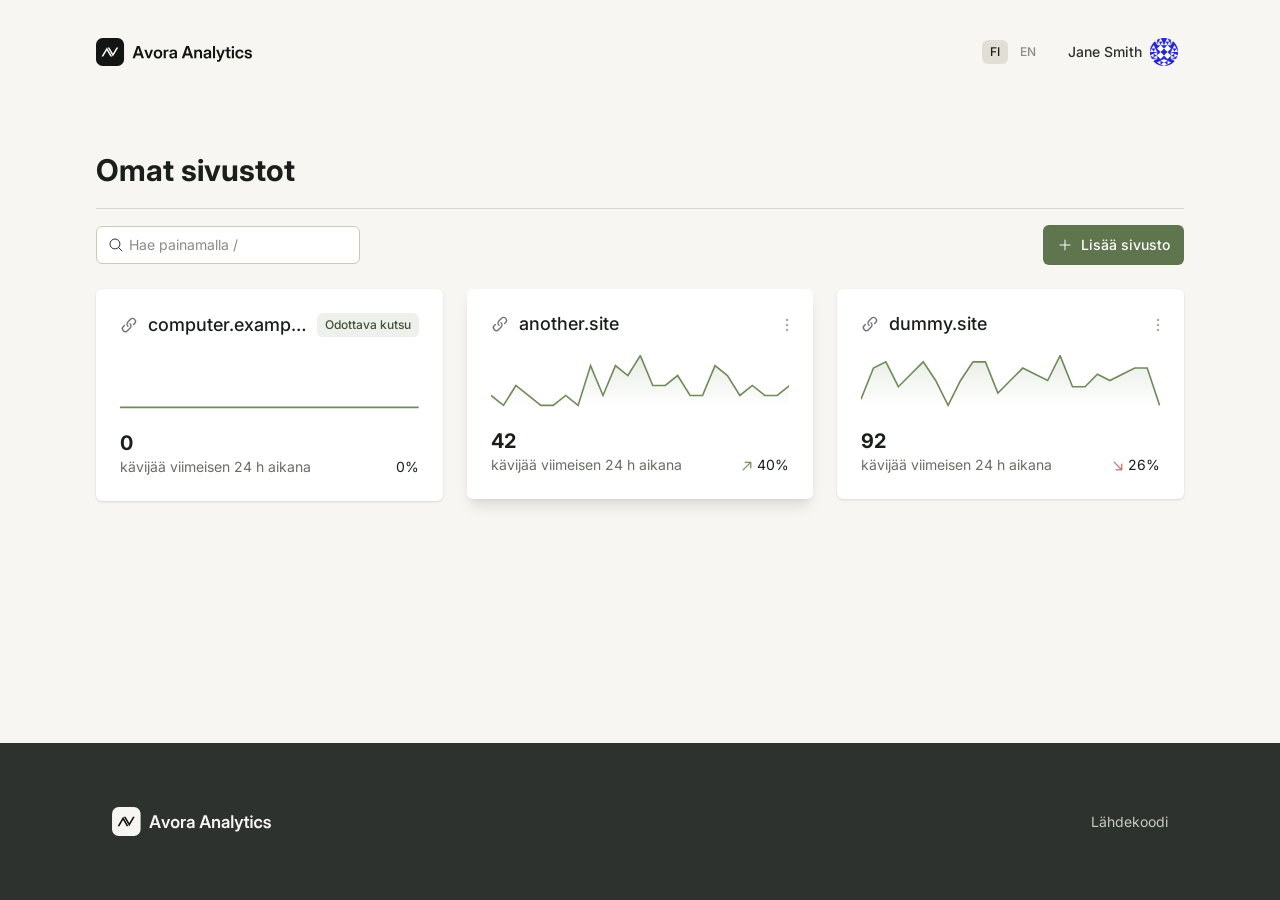 Avora Analytics
FI EN Jane Smith
Omat sivustot
Hae painamalla /
Lisää sivusto
computer.examp... Odottava kutsu
0
kävijää viimeisen 24 h aikana 0%
another.site
42
kävijää viimeisen 24 h aikana 40%
dummy.site
92
kävijää viimeisen 24 h aikana 26%
Avora Analytics
Lähdekoodi